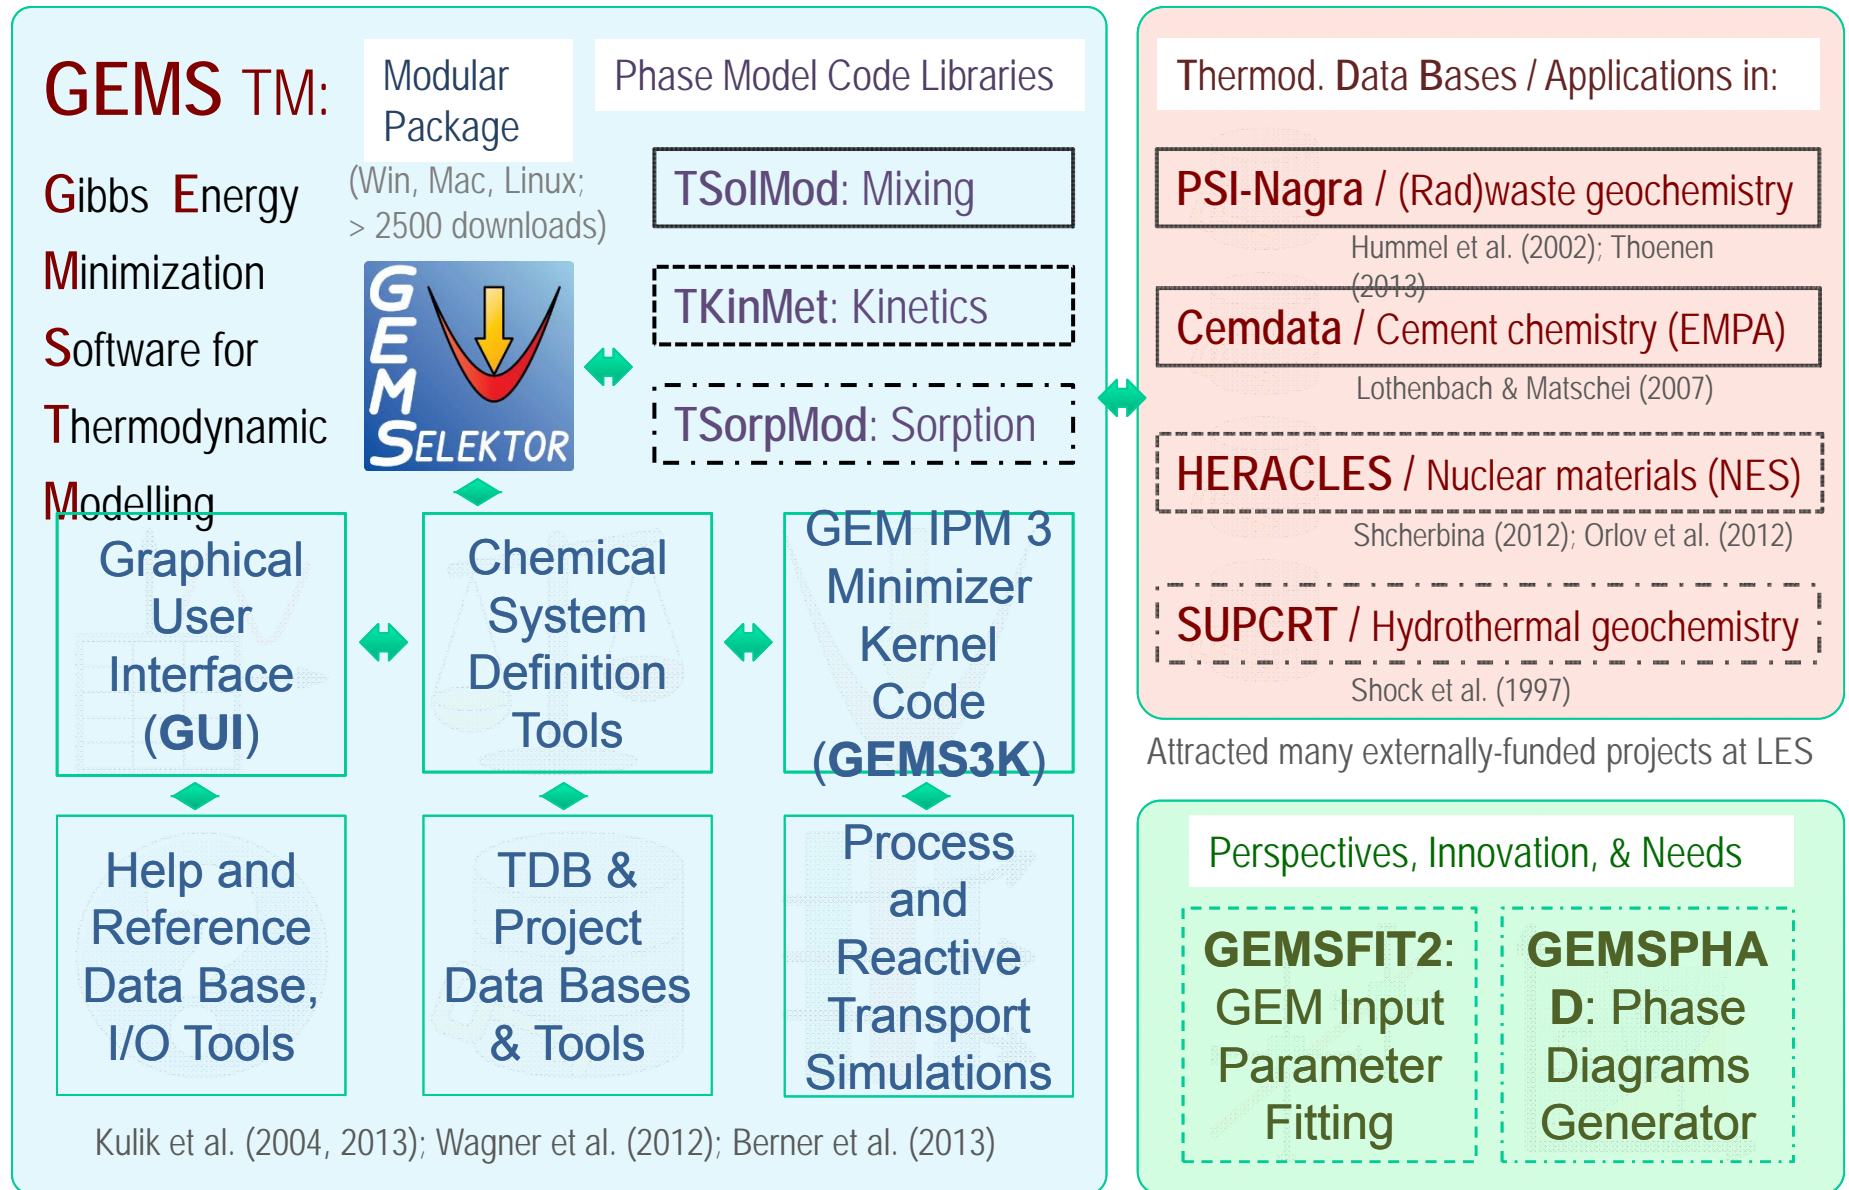 GEMS TM:
Gibbs Energy
Minimization
Software for
Thermodynamic
Modelling
Modular
Package
(Win, Mac, Linux;
> 2500 downloads)
GEM
SELEKTOR
Phase Model Code Libraries
TSolMod: Mixing
TKinMet: Kinetics
TSorpMod: Sorption
Graphical
User
Interface
(GUI)
Chemical
System
Definition
Tools
GEM IPM 3
Minimizer
Kernel
Code
(GEMS3K)
Help and
Reference
Data Base,
I/O Tools
TDB &
Project
Data Bases
& Tools
Process
and
Reactive
Transport
Simulations
Kulik et al. (2004, 2013); Wagner et al. (2012); Berner et al. (2013)
Thermod. Data Bases / Applications in:
PSI-Nagra / (Rad)waste geochemistry
Hummel et al. (2002); Thoenen
(2013)
Cemdata / Cement chemistry (EMPA)
Lothenbach & Matschei (2007)
HERACLES / Nuclear materials (NES)
Shcherbina (2012); Orlov et al. (2012)
SUPCRT / Hydrothermal geochemistry
Shock et al. (1997)
Attracted many externally-funded projects at LES
Perspectives, Innovation, & Needs
GEMSFIT2:
GEM Input
Parameter
Fitting
GEMSPHA
D: Phase
Diagrams
Generator